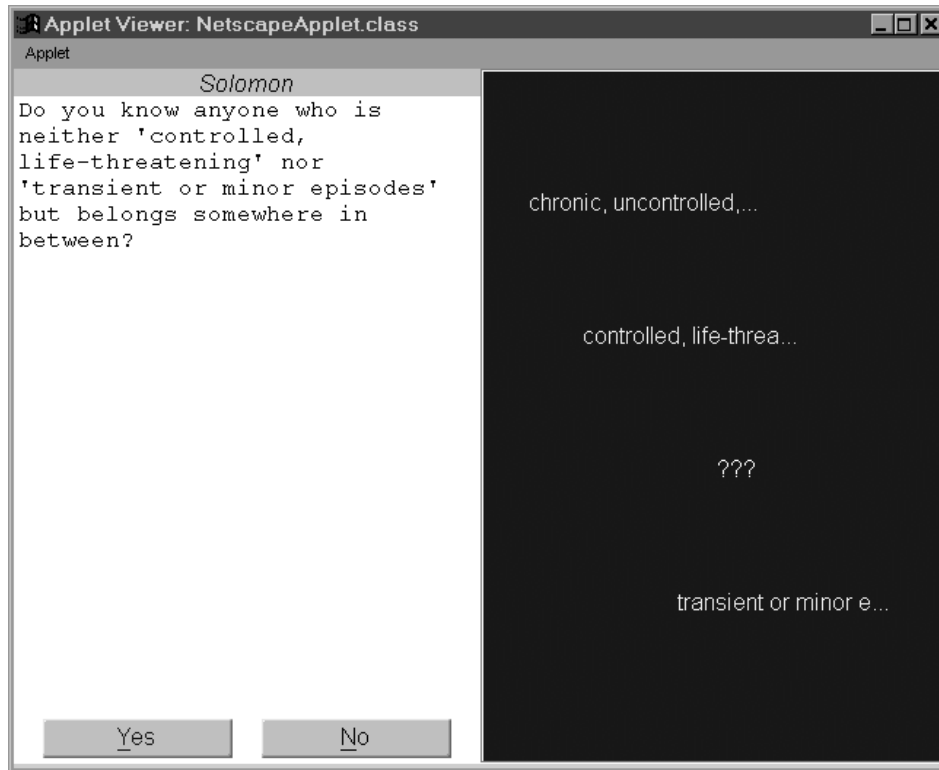 Applet Viewer: NetscapeApplet.class
Applet
Solomon
Do you know anyone who is
neither 'controlled,
life-threatening' nor
'transient or minor episodes'
but belongs somewhere in
between?
chronic, uncontrolled,...
controlled, life-threa...
???
transient or minor e...
Yes
No